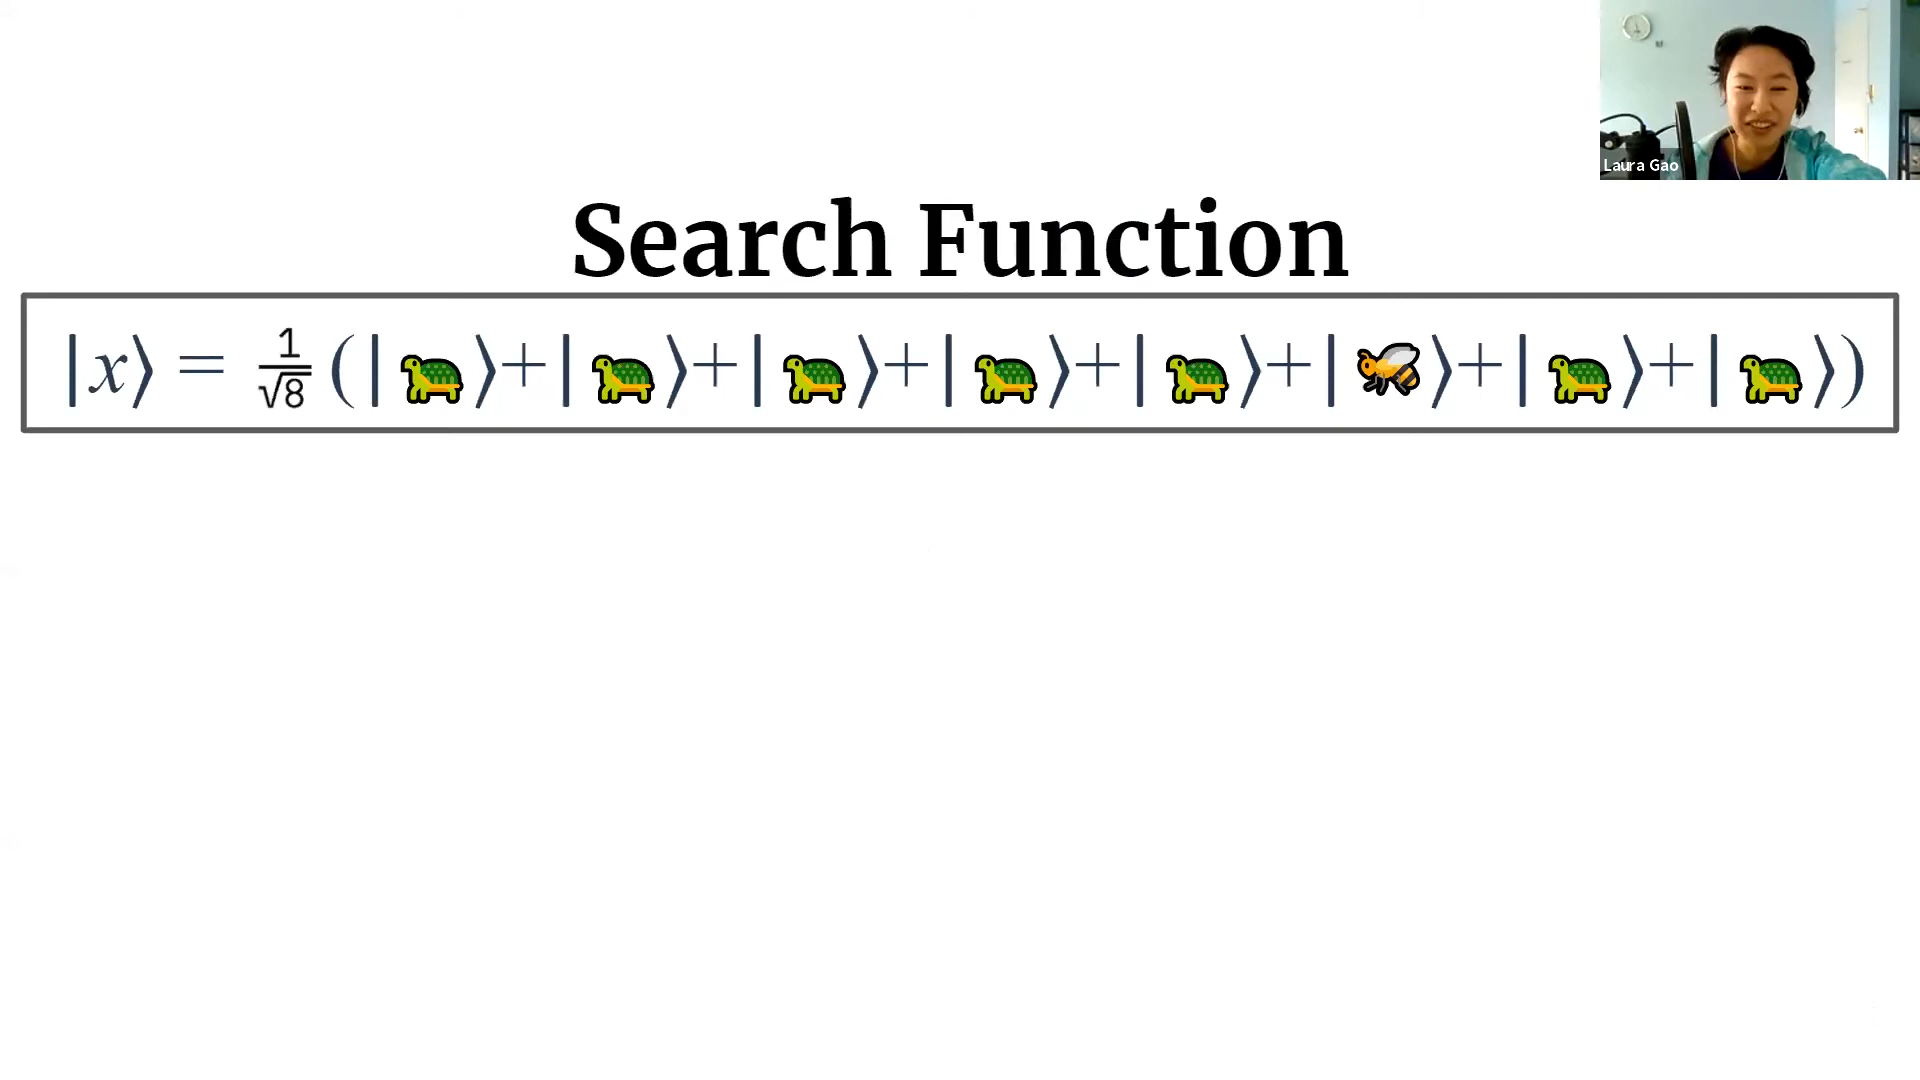 Laura Gao
Search Function
|x⟩ = 1/√8 (|🐢⟩+|🐢⟩+|🐢⟩+|🐢⟩+|🐢⟩+|🐝⟩+|🐢⟩+|🐢⟩)